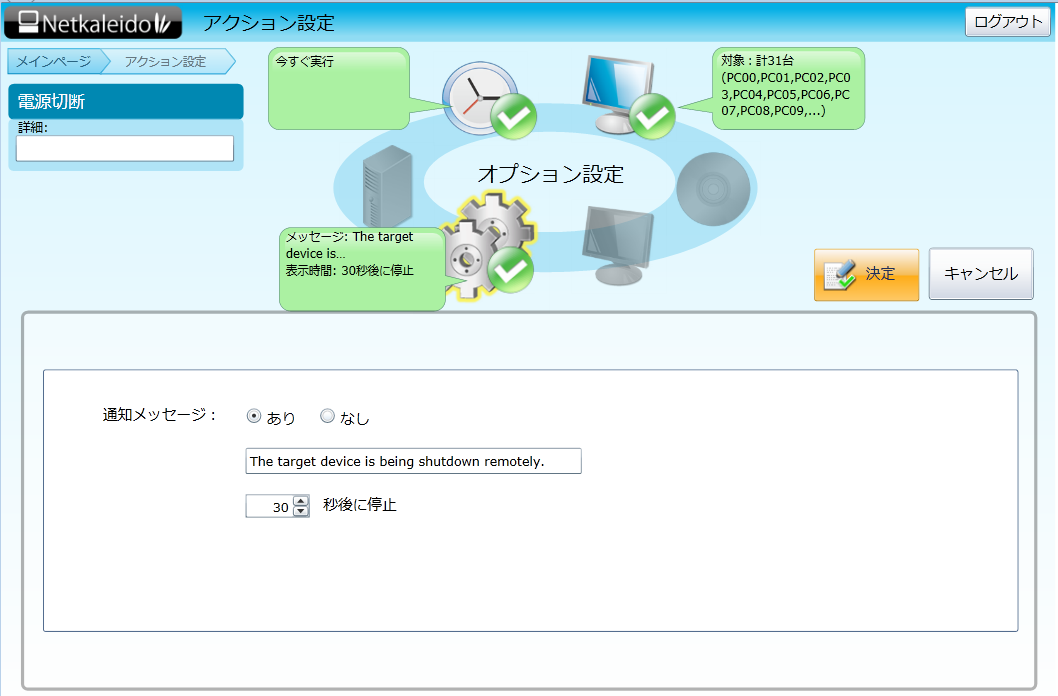 Netkaleido
アクション設定
ログアウト
メインページ
アクション設定
電源切断
詳細:
今すぐ実行
対象 : 計31台
(PC00,PC01,PC02,PC0
3,PC04,PC05,PC06,PC
07,PC08,PC09,...)
オプション設定
メッセージ: The target
device is...
表示時間: 30秒後に停止
決定
キャンセル
通知メッセージ :
あり
なし
The target device is being shutdown remotely.
30 秒後に停止